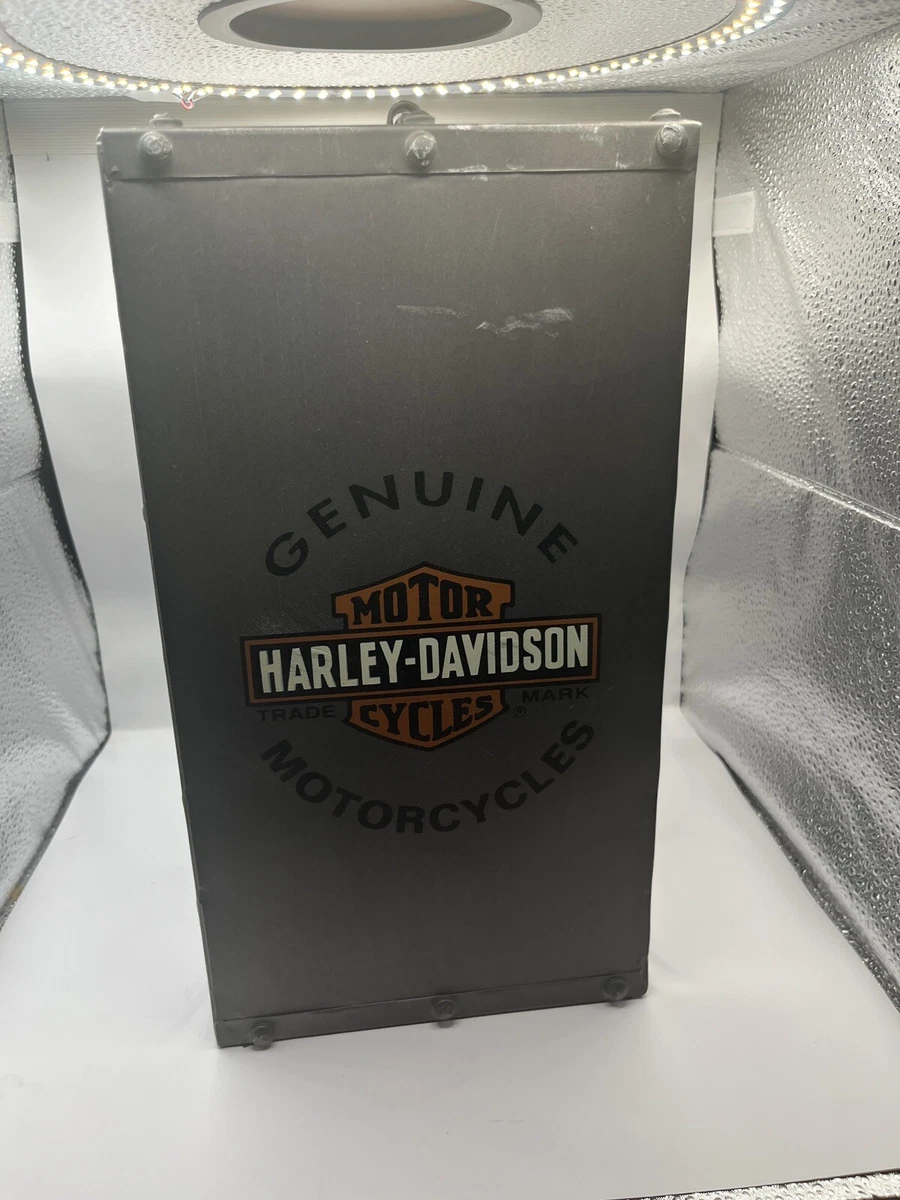 GENUINE
MOTOR
HARLEY-DAVIDSON
TRADE MARK
CYCLES ®
MOTORCYCLES